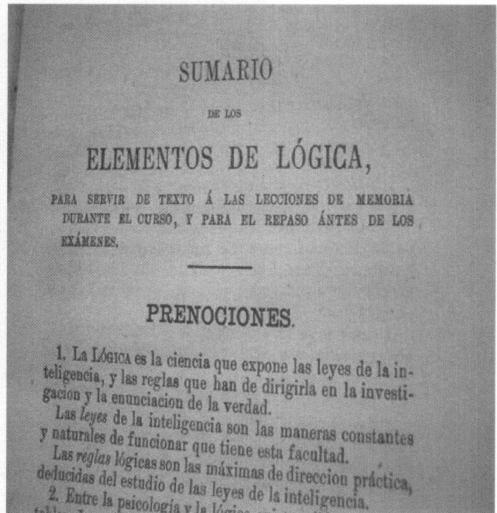 SUMARIO
DE LOS
ELEMENTOS DE LÓGICA,
PARA SERVIR DE TEXTO Á LAS LECCIONES DE MEMORIA
DURANTE EL CURSO, Y PARA EL REPASO ÁNTES DE LOS
EXÁMENES.
PRENOCIONES.
1. La Lógica es la ciencia que expone las leyes de la in-
teligencia, y las reglas que han de dirigirla en la investi-
gacion y la enunciacion de la verdad.
Las leyes de la inteligencia son las maneras constantes
y naturales de funcionar que tiene esta facultad.
Las reglas lógicas son las máximas de direccion práctica,
deducidas del estudio de las leyes de la inteligencia.
2. Entre la psicología y la lógica